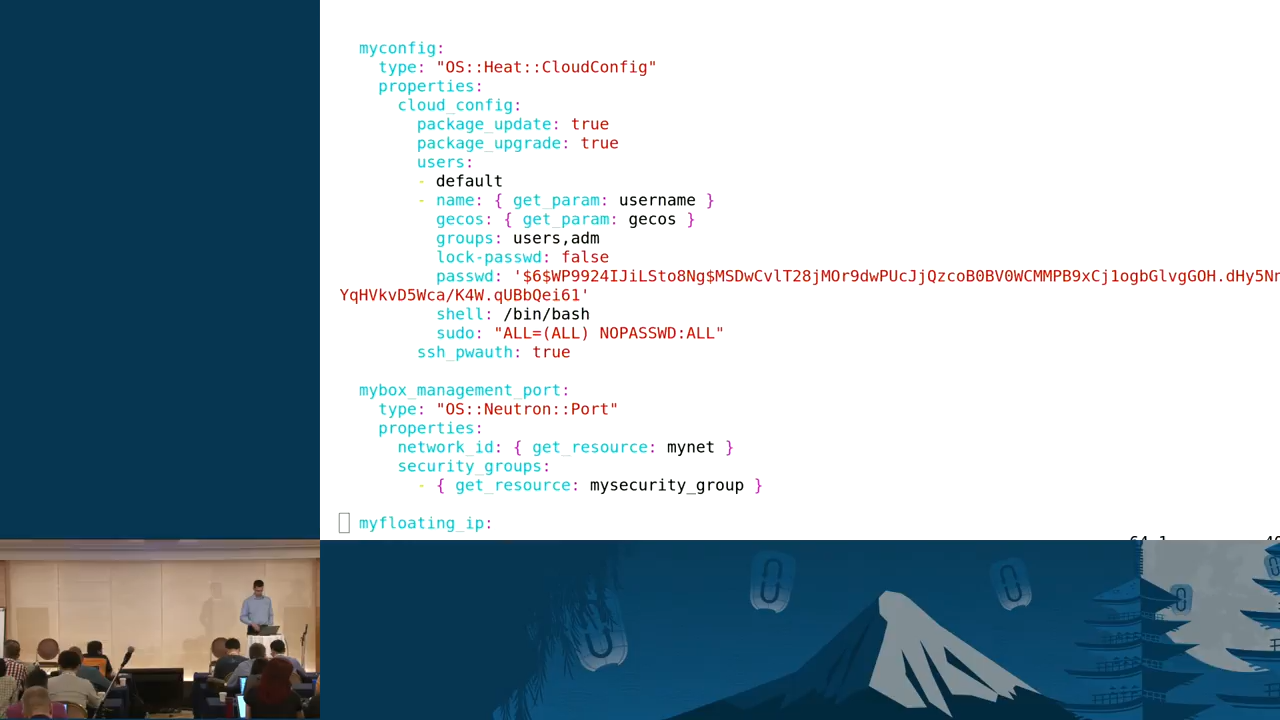 myconfig:
type: "OS::Heat::CloudConfig"
properties:
cloud_config:
package_update: true
package_upgrade: true
users:
- default
- name: { get_param: username }
gecos: { get_param: gecos }
groups: users,adm
lock-passwd: false
passwd: '$6$WP9924IJiLSto8Ng$MSDwCvlT28jMOr9dwPUcJjQzcoB0BV0WCMMPB9xCj1ogbGlvgGOH.dHy5Nr
YqHVkvD5Wca/K4W.qUBbQei61'
shell: /bin/bash
sudo: "ALL=(ALL) NOPASSWD:ALL"
ssh_pwauth: true
mybox_management_port:
type: "OS::Neutron::Port"
properties:
network_id: { get_resource: mynet }
security_groups:
- { get_resource: mysecurity_group }
myfloating_ip: